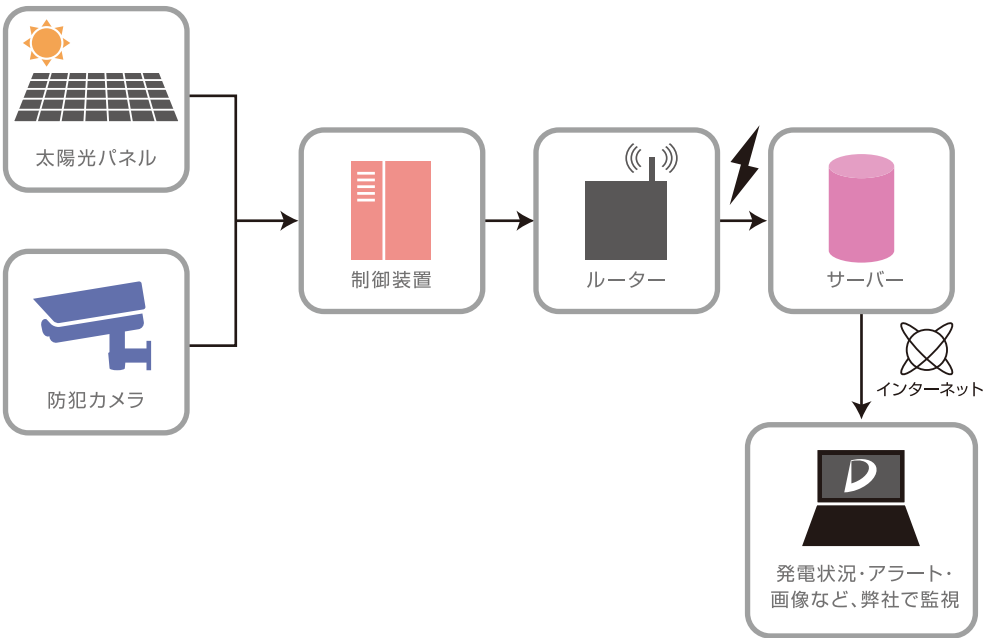 太陽光パネル
防犯カメラ
制御装置
ルーター
サーバー
インターネット
発電状況・アラート・
画像など、弊社で監視